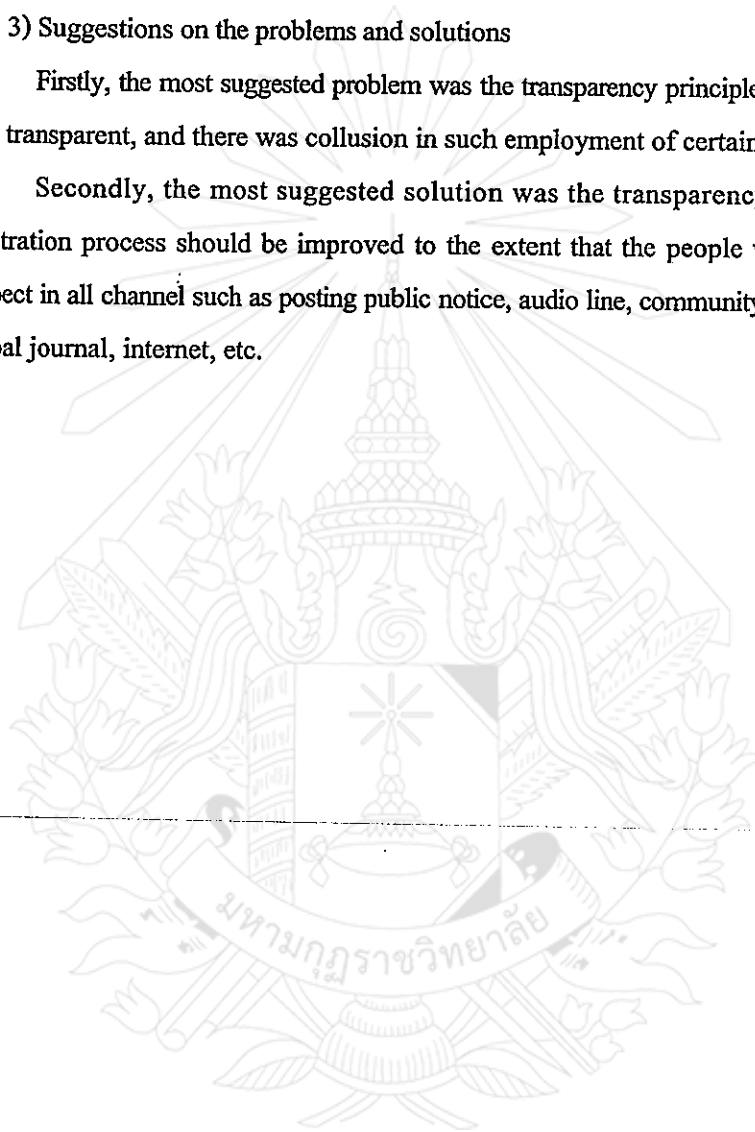 3) Suggestions on the problems and solutions
Firstly, the most suggested problem was the transparency principle
transparent, and there was collusion in such employment of certain
Secondly, the most suggested solution was the transparency
tration process should be improved to the extent that the people
pect in all channel such as posting public notice, audio line, community
pal journal, internet, etc.
มหามกุฏราชวิทยาลัย